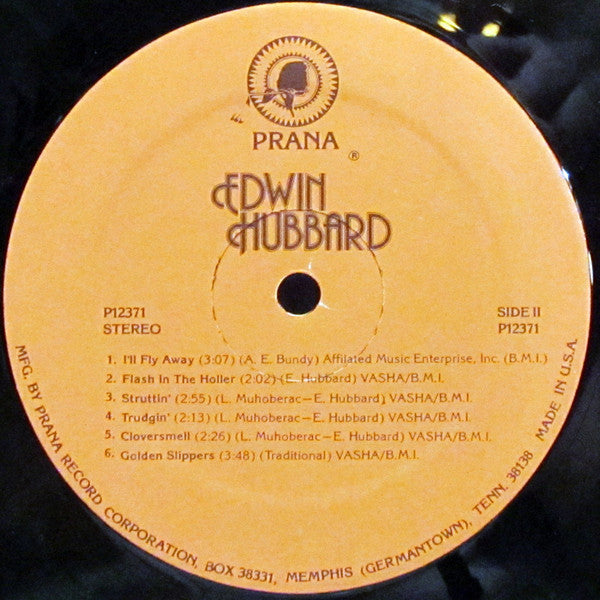 PRANA
®
EDWIN
HUBBARD
P12371
STEREO
SIDE II
P12371
1. I'll Fly Away (3:07) (A. E. Bundy) Affilated Music Enterprise, Inc. (B.M.I.)
2. Flash In The Holler (2:02) (E. Hubbard) VASHA/B.M.I.
3. Struttin' (2:55) (L. Muhoberac—E. Hubbard) VASHA/B.M.I.
4. Trudgin' (2:13) (L. Muhoberac—E. Hubbard) VASHA/B.M.I.
5. Cloversmell (2:26) (L. Muhoberac—E. Hubbard) VASHA/B.M.I.
6. Golden Slippers (3:48) (Traditional) VASHA/B.M.I.
MFG. BY PRANA RECORD CORPORATION, BOX 38331, MEMPHIS (GERMANTOWN), TENN. 38138 MADE IN U.S.A.